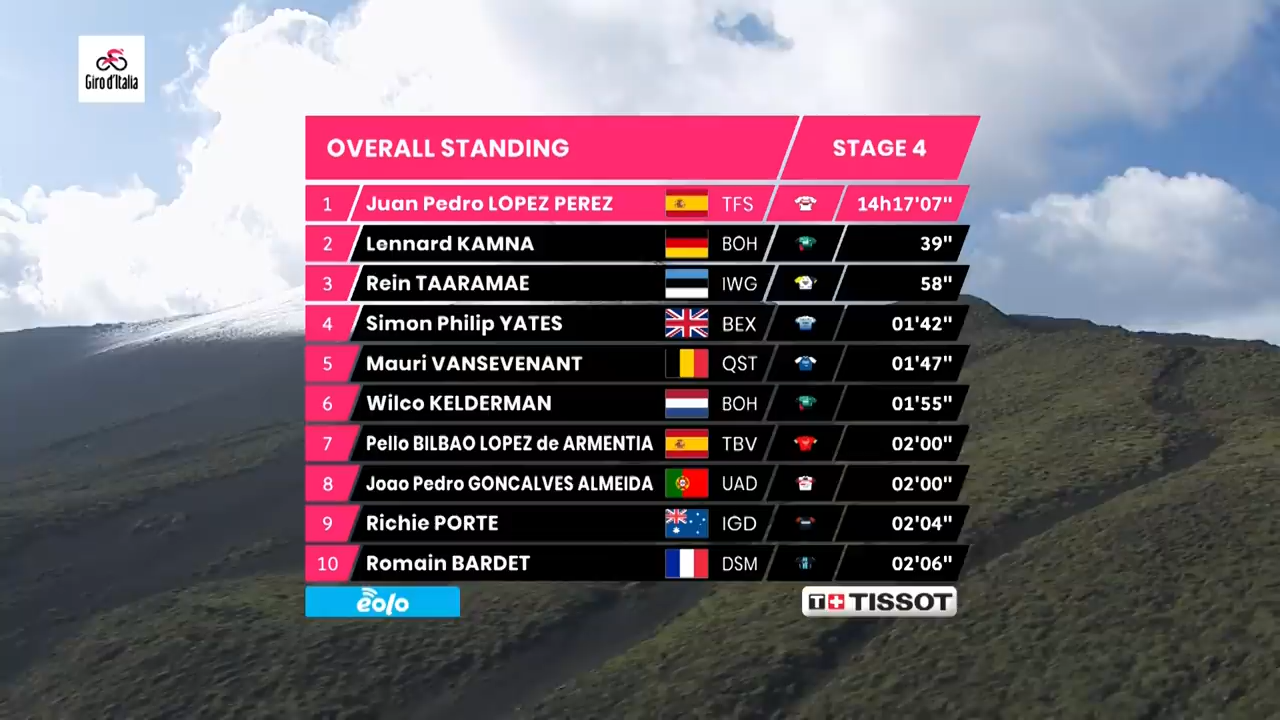 Giro d'Italia
OVERALL STANDING STAGE 4
1 Juan Pedro LOPEZ PEREZ TFS 14h17'07"
2 Lennard KAMNA BOH 39"
3 Rein TAARAMAE IWG 58"
4 Simon Philip YATES BEX 01'42"
5 Mauri VANSEVENANT QST 01'47"
6 Wilco KELDERMAN BOH 01'55"
7 Pello BILBAO LOPEZ de ARMENTIA TBV 02'00"
8 Joao Pedro GONCALVES ALMEIDA UAD 02'00"
9 Richie PORTE IGD 02'04"
10 Romain BARDET DSM 02'06"
eolo T+ TISSOT